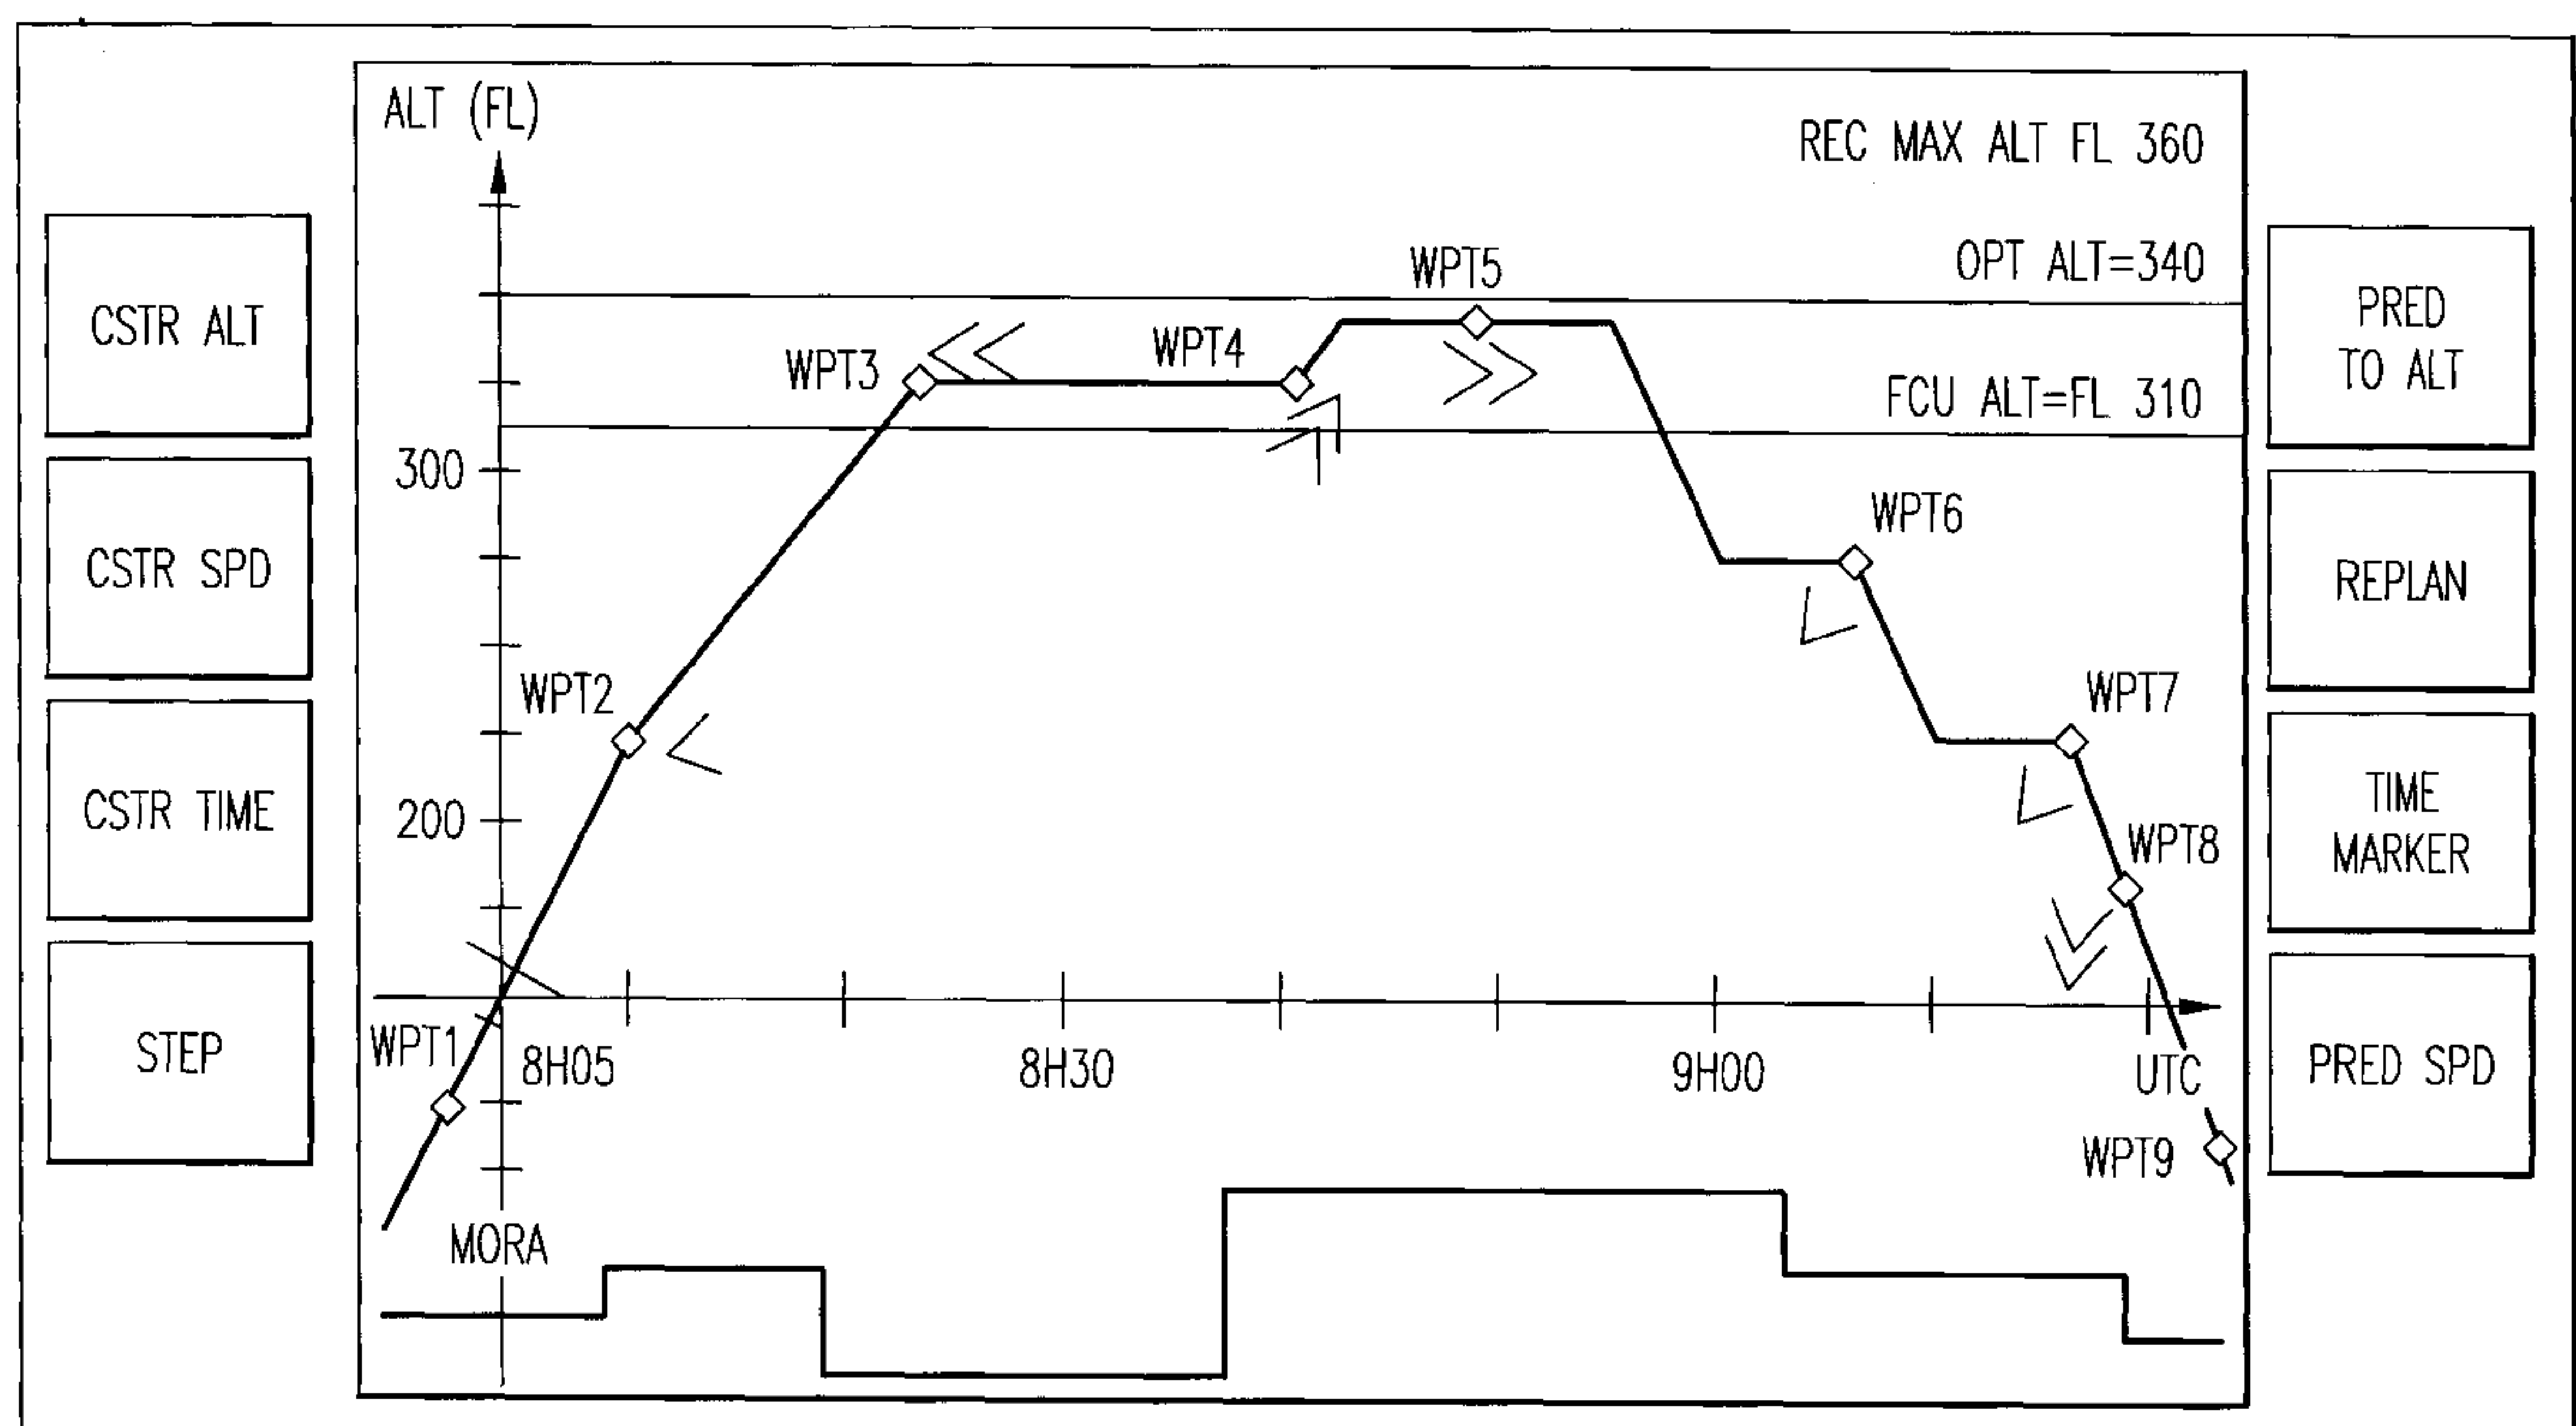 ALT (FL)
REC MAX ALT FL 360
OPT ALT=340
FCU ALT=FL 310
CSTR ALT
CSTR SPD
CSTR TIME
STEP
300
200
WPT1
WPT2
WPT3
WPT4
WPT5
WPT6
WPT7
WPT8
WPT9
8H05
8H30
9H00
UTC
MORA
PRED
TO ALT
REPLAN
TIME
MARKER
PRED SPD